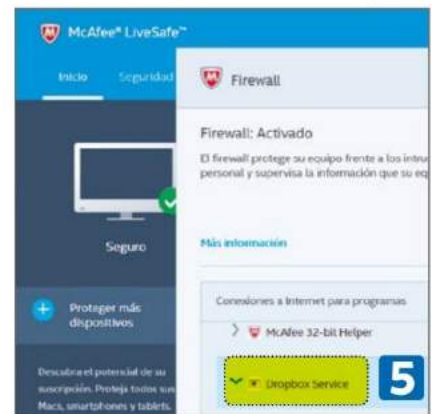 McAfee® LiveSafe™
Inicio Seguridad
Seguro
Proteger más
dispositivos
Descubra el potencial de su
suscripción. Proteja todos sus
Macs, smartphones y tablets.
Firewall
Firewall: Activado
El firewall protege su equipo frente a los intru
personal y supervisa la información que su eq
Más información
Conexiones a Internet para programas
McAfee 32-bit Helper
Dropbox Service
5